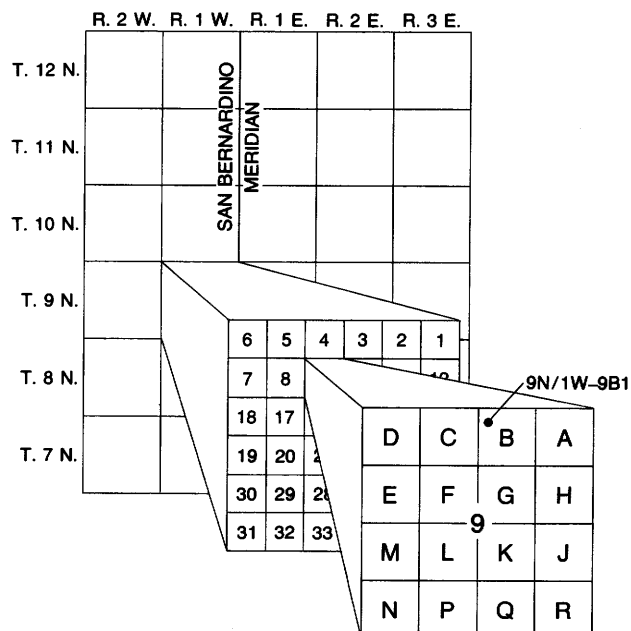 R. 2 W. R. 1 W. R. 1 E. R. 2 E. R. 3 E.
T. 12 N.
T. 11 N.
T. 10 N.
T. 9 N.
T. 8 N.
T. 7 N.
SAN BERNARDINO
MERIDIAN
6 5 4 3 2 1
7 8
18 17
19 20
30 29 28
31 32 33
9N/1W–9B1
D C B A
E F G H
9
M L K J
N P Q R